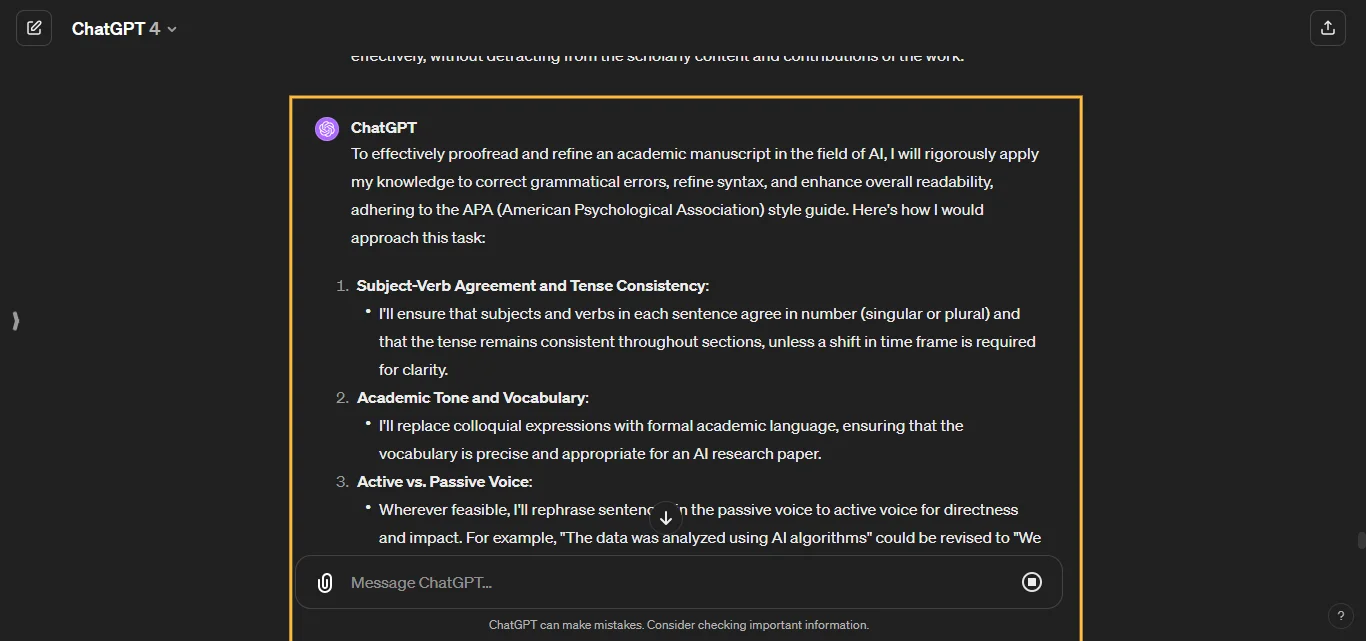 ChatGPT 4
effectively, without detracting from the scholarly content and contributions of the work.
ChatGPT
To effectively proofread and refine an academic manuscript in the field of AI, I will rigorously apply
my knowledge to correct grammatical errors, refine syntax, and enhance overall readability,
adhering to the APA (American Psychological Association) style guide. Here's how I would
approach this task:
1. Subject-Verb Agreement and Tense Consistency:
• I'll ensure that subjects and verbs in each sentence agree in number (singular or plural) and
that the tense remains consistent throughout sections, unless a shift in time frame is required
for clarity.
2. Academic Tone and Vocabulary:
• I'll replace colloquial expressions with formal academic language, ensuring that the
vocabulary is precise and appropriate for an AI research paper.
3. Active vs. Passive Voice:
• Wherever feasible, I'll rephrase in the passive voice to active voice for directness
and impact. For example, "The data was analyzed using AI algorithms" could be revised to "We
Message ChatGPT...
ChatGPT can make mistakes. Consider checking important information.
?